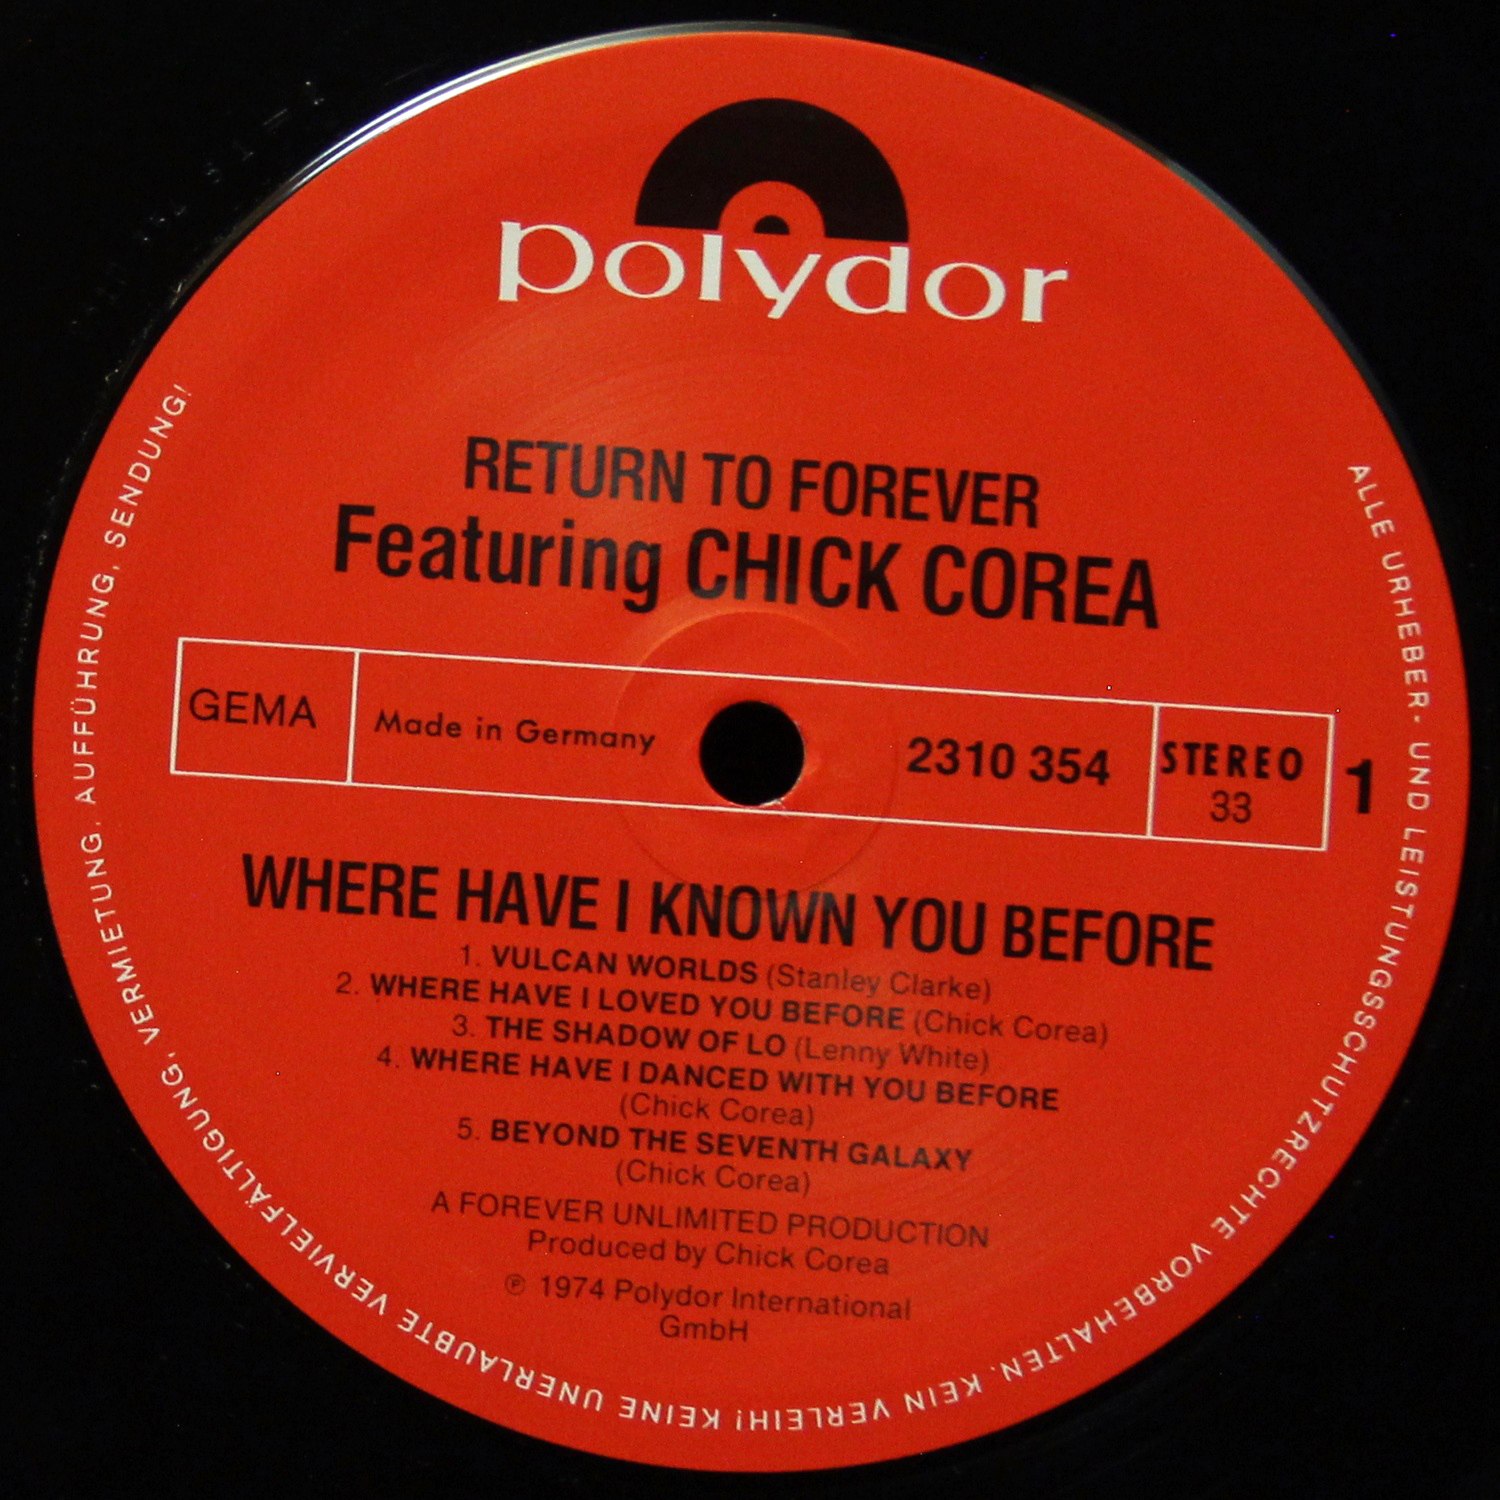 polydor
RETURN TO FOREVER
Featuring CHICK COREA
GEMA
Made in Germany
2310 354
STEREO
33
1
WHERE HAVE I KNOWN YOU BEFORE
1. VULCAN WORLDS (Stanley Clarke)
2. WHERE HAVE I LOVED YOU BEFORE (Chick Corea)
3. THE SHADOW OF LO (Lenny White)
4. WHERE HAVE I DANCED WITH YOU BEFORE
(Chick Corea)
5. BEYOND THE SEVENTH GALAXY
(Chick Corea)
A FOREVER UNLIMITED PRODUCTION
Produced by Chick Corea
℗ 1974 Polydor International
GmbH
ALLE URHEBER- UND LEISTUNGSSCHUTZRECHTE VORBEHALTEN. KEIN VERLEIH! KEINE UNERLAUBTE VERVIELFÄLTIGUNG, VERMIETUNG, AUFFÜHRUNG, SENDUNG!